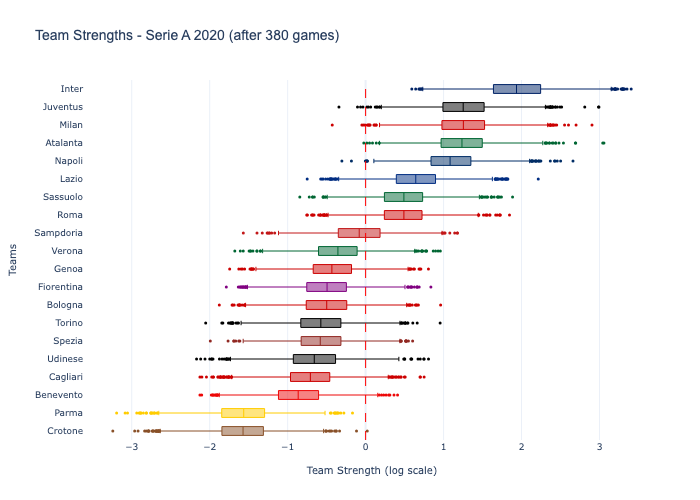 Team Strengths - Serie A 2020 (after 380 games)
Inter
Juventus
Milan
Atalanta
Napoli
Lazio
Sassuolo
Roma
Sampdoria
Verona
Genoa
Fiorentina
Bologna
Torino
Spezia
Udinese
Cagliari
Benevento
Parma
Crotone
Teams
−3 −2 −1 0 1 2 3
Team Strength (log scale)